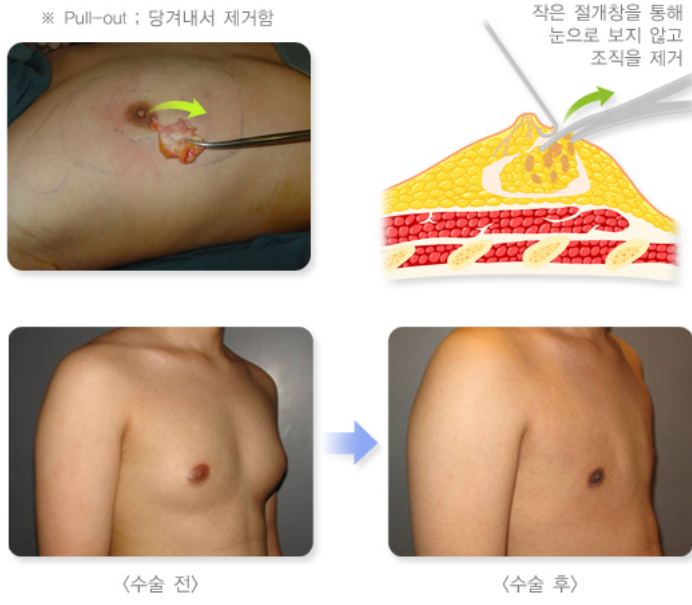 ※ Pull-out ; 당겨내서 제거함
작은 절개창을 통해
눈으로 보지 않고
조직을 제거
〈수술 전〉
〈수술 후〉